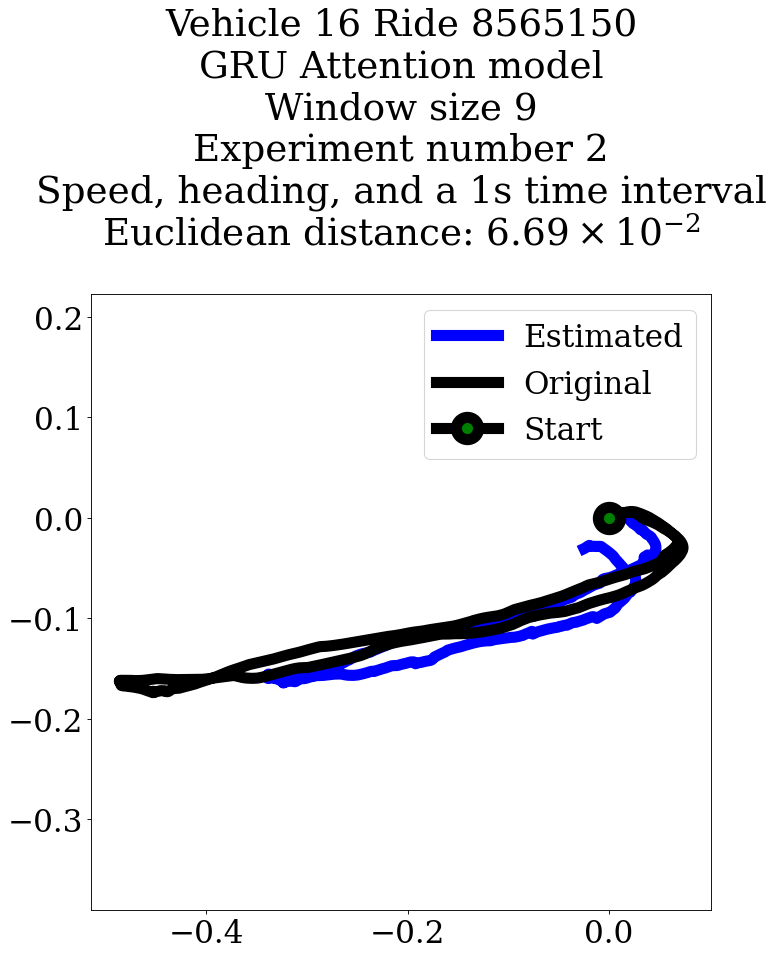 Vehicle 16 Ride 8565150
GRU Attention model
Window size 9
Experiment number 2
Speed, heading, and a 1s time interval
Euclidean distance: 6.69 × 10⁻²
Estimated
Original
Start
0.2
0.1
0.0
−0.1
−0.2
−0.3
−0.4
−0.2
0.0